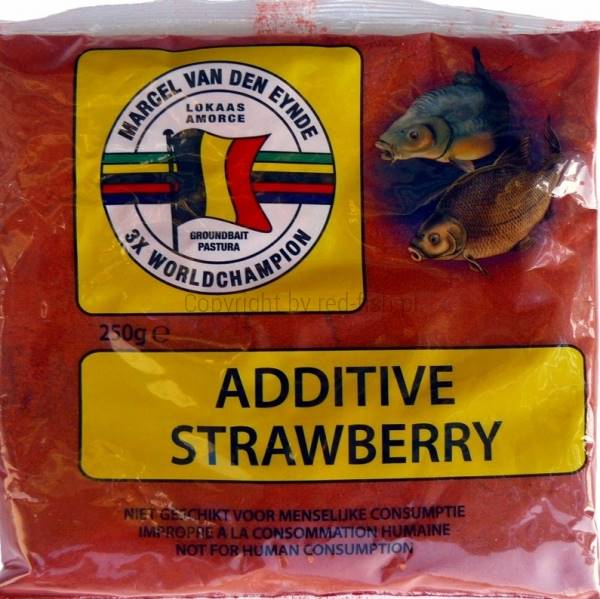 MARCEL VAN DEN EYNDE
LOKAAS
AMORCE
GROUNDBAIT
PASTURA
3X WORLDCHAMPION
Copyright by red-fish.pl
250g e
ADDITIVE
STRAWBERRY
NIET GESCHIKT VOOR MENSELIJKE CONSUMPTIE
IMPROPRE A LA CONSOMMATION HUMAINE
NOT FOR HUMAN CONSUMPTION